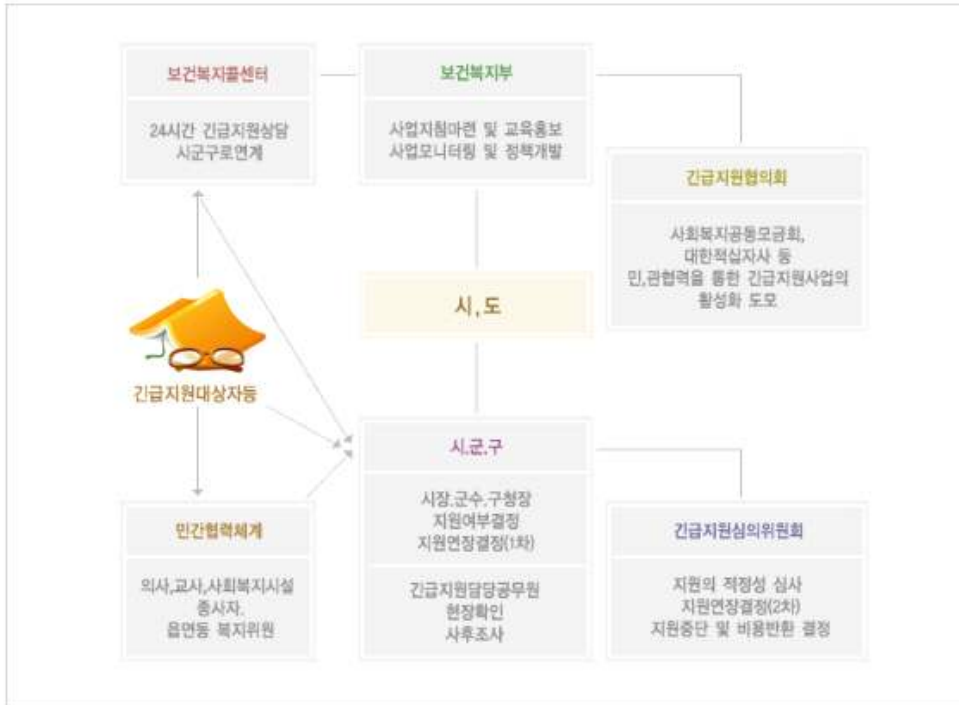 보건복지콜센터
24시간 긴급지원상담
시군구로연계
보건복지부
사업지침마련 및 교육홍보
사업모니터링 및 정책개발
긴급지원협의회
사회복지공동모금회,
대한적십자사 등
민,관협력을 통한 긴급지원사업의
활성화 도모
시,도
긴급지원대상자등
시,군,구
시장,군수,구청장
지원여부결정
지원연장결정(1차)
긴급지원담당공무원
현장확인
사후조사
민간협력체계
의사,교사,사회복지시설
종사자,
읍면동 복지위원
긴급지원심의위원회
지원의 적정성 심사
지원연장결정(2차)
지원중단 및 비용반환 결정